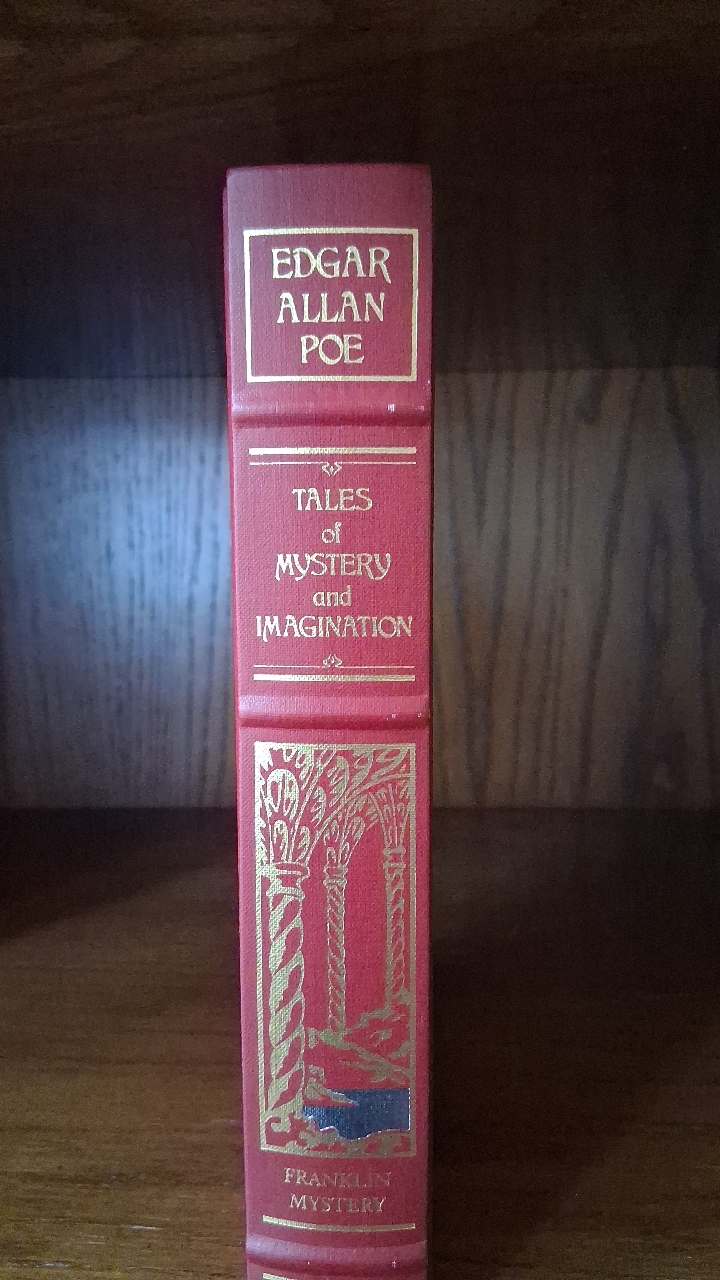 EDGAR
ALLAN
POE
TALES
of
MYSTERY
and
IMAGINATION
FRANKLIN
MYSTERY